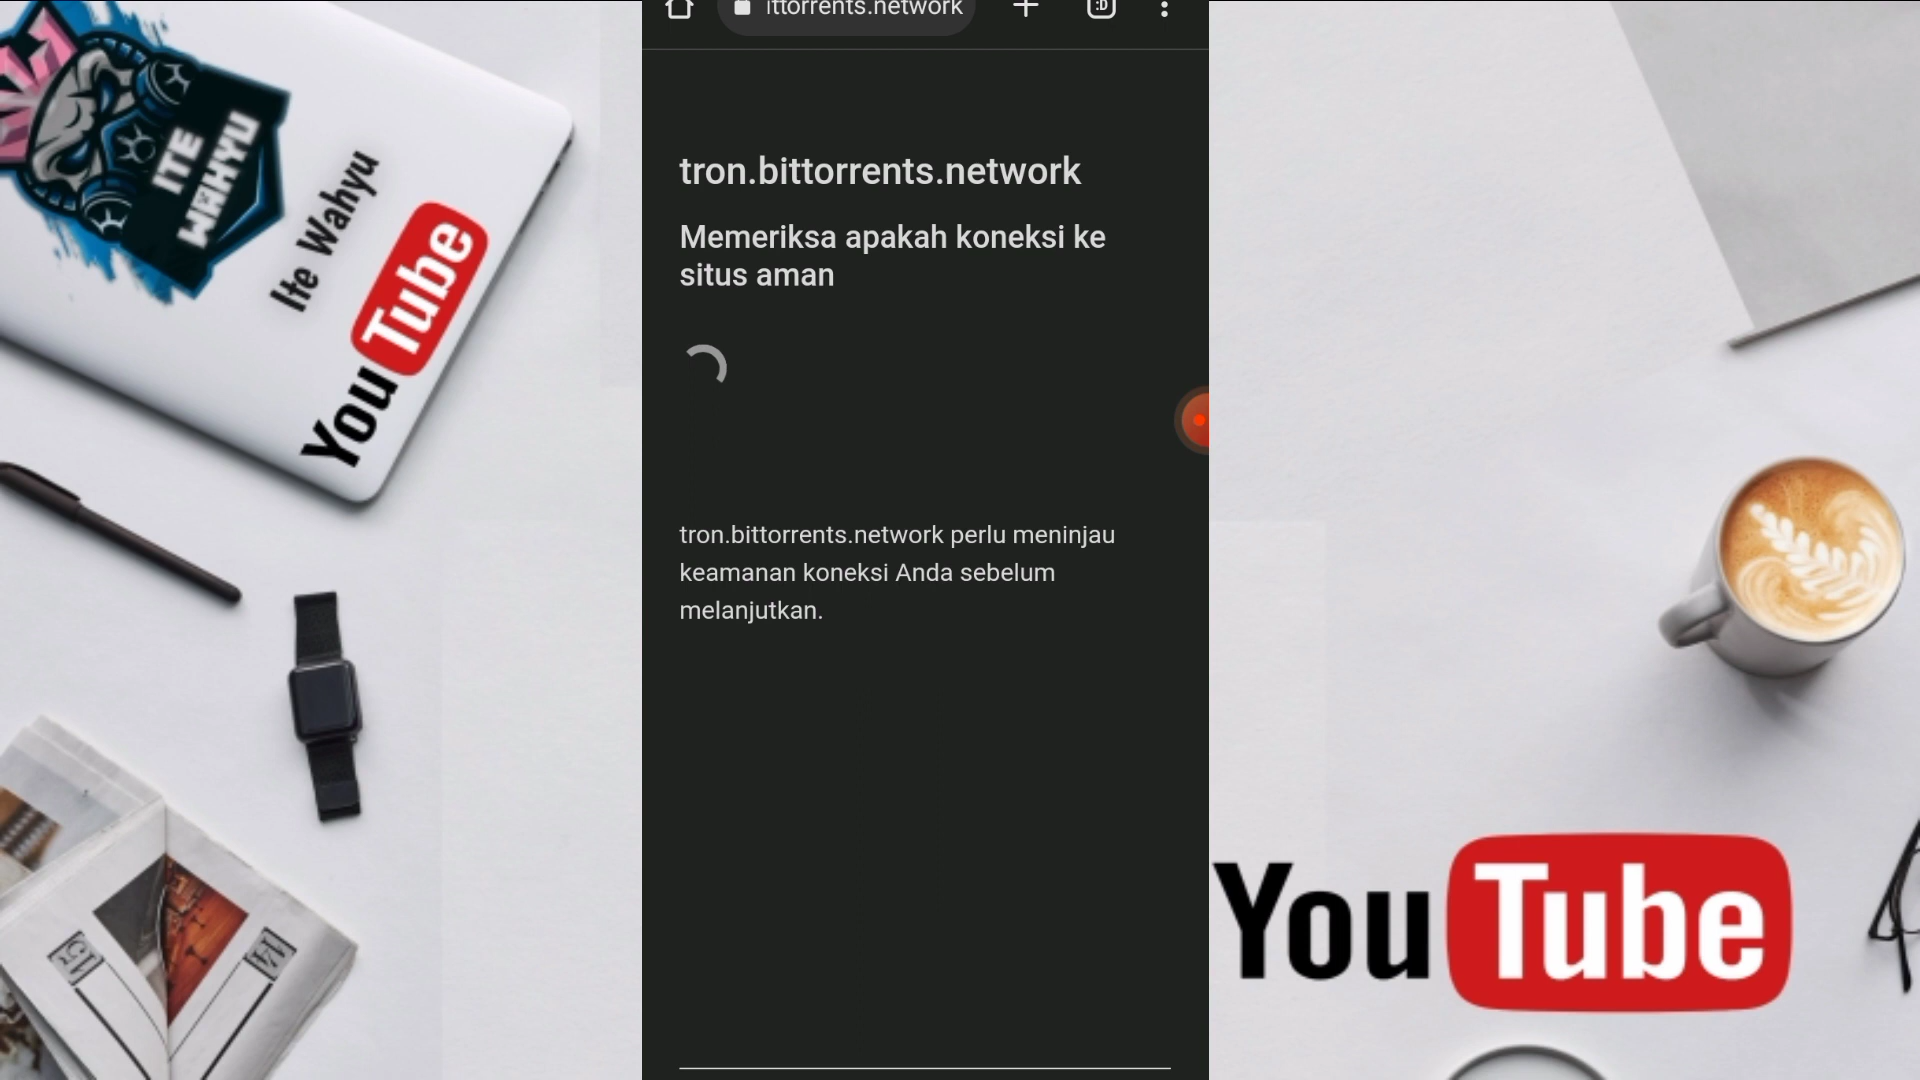 ITE
WAHYU
Ite Wahyu
YouTube
ittorrents.network
:D
tron.bittorrents.network
Memeriksa apakah koneksi ke
situs aman
tron.bittorrents.network perlu meninjau
keamanan koneksi Anda sebelum
melanjutkan.
YouTube